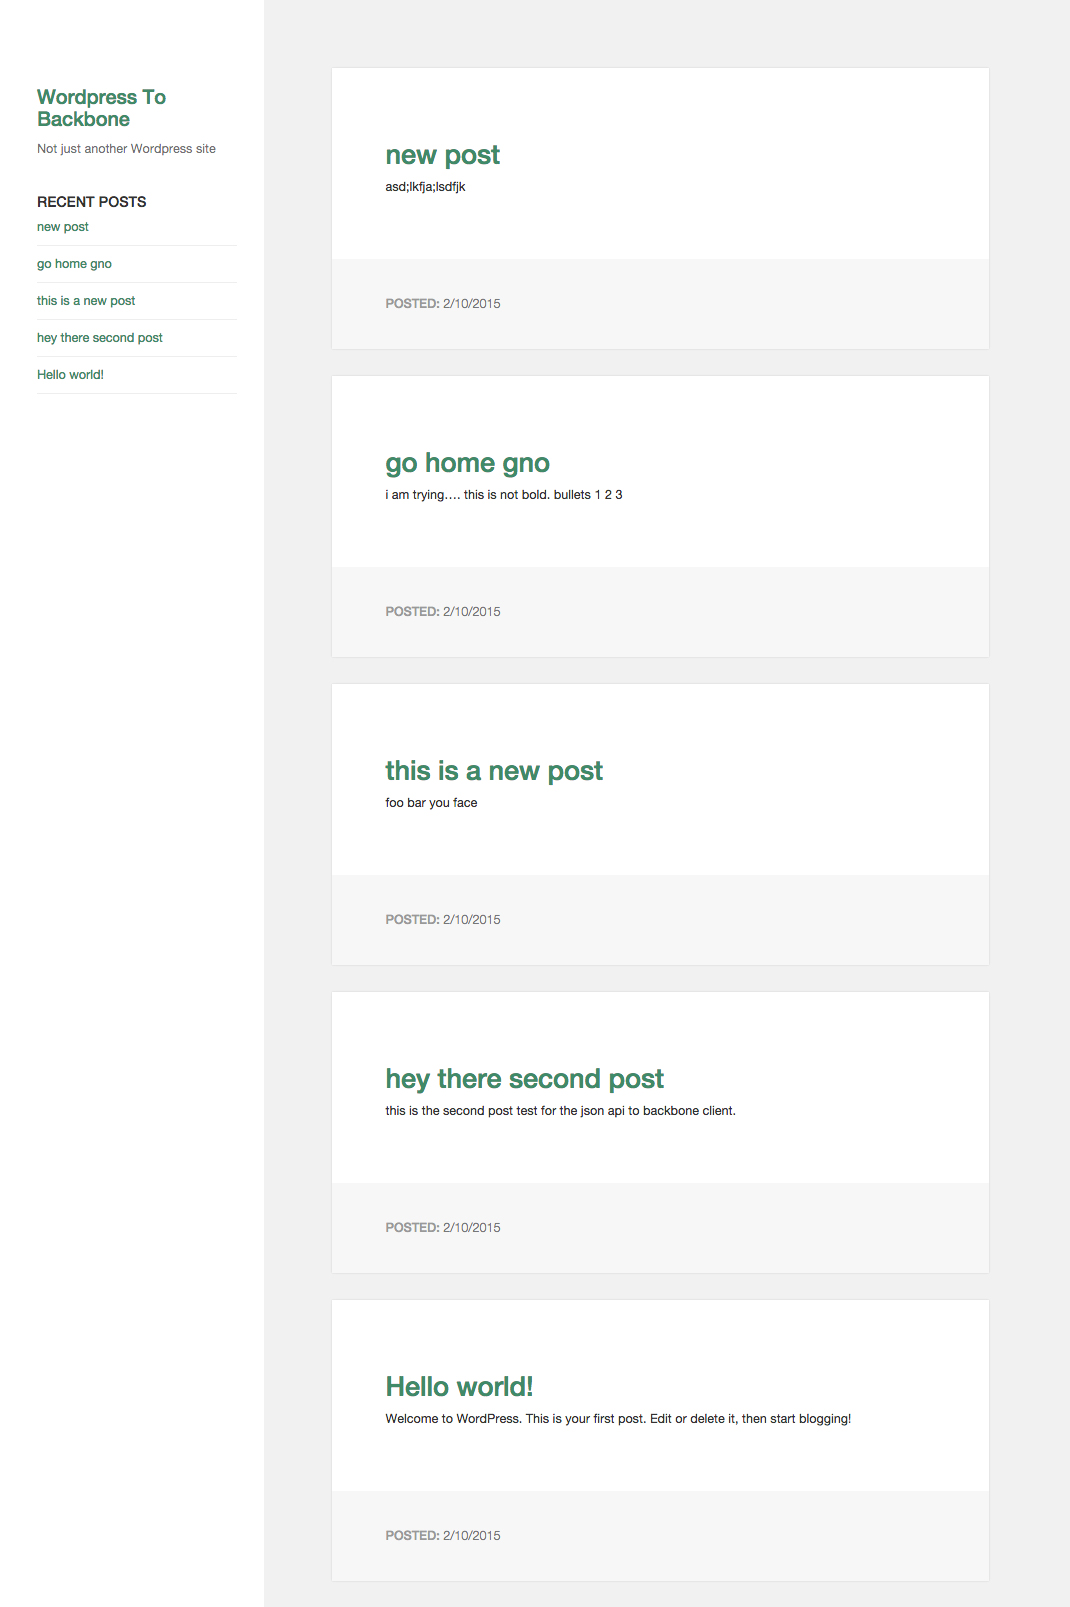 Wordpress To
Backbone
Not just another Wordpress site
RECENT POSTS
new post
go home gno
this is a new post
hey there second post
Hello world!
new post
asd;lkfja;lsdfjk
POSTED: 2/10/2015
go home gno
i am trying…. this is not bold. bullets 1 2 3
POSTED: 2/10/2015
this is a new post
foo bar you face
POSTED: 2/10/2015
hey there second post
this is the second post test for the json api to backbone client.
POSTED: 2/10/2015
Hello world!
Welcome to WordPress. This is your first post. Edit or delete it, then start blogging!
POSTED: 2/10/2015